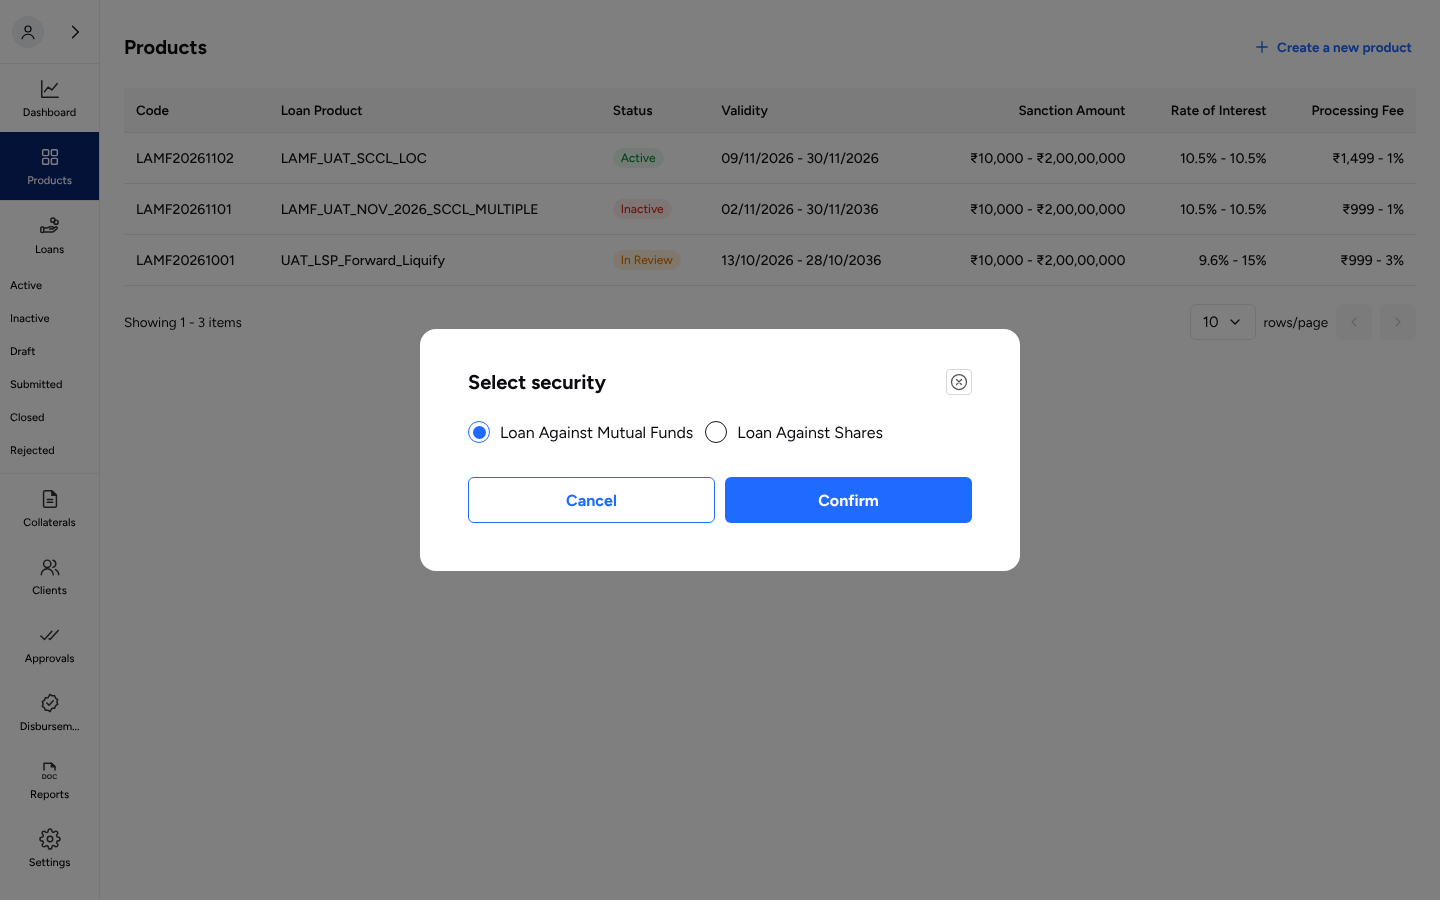 Products
Create a new product
Dashboard
Products
Loans
Active
Inactive
Draft
Submitted
Closed
Rejected
Collaterals
Clients
Approvals
Disbursem...
DOC
Reports
Settings
Code Loan Product Status Validity Sanction Amount Rate of Interest Processing Fee
LAMF20261102 LAMF_UAT_SCCL_LOC Active 09/11/2026 - 30/11/2026 ₹10,000 - ₹2,00,00,000 10.5% - 10.5% ₹1,499 - 1%
LAMF20261101 LAMF_UAT_NOV_2026_SCCL_MULTIPLE Inactive 02/11/2026 - 30/11/2036 ₹10,000 - ₹2,00,00,000 10.5% - 10.5% ₹999 - 1%
LAMF20261001 UAT_LSP_Forward_Liquify In Review 13/10/2026 - 28/10/2036 ₹10,000 - ₹2,00,00,000 9.6% - 15% ₹999 - 3%
Showing 1 - 3 items 10 rows/page
Select security
Loan Against Mutual Funds Loan Against Shares
Cancel Confirm